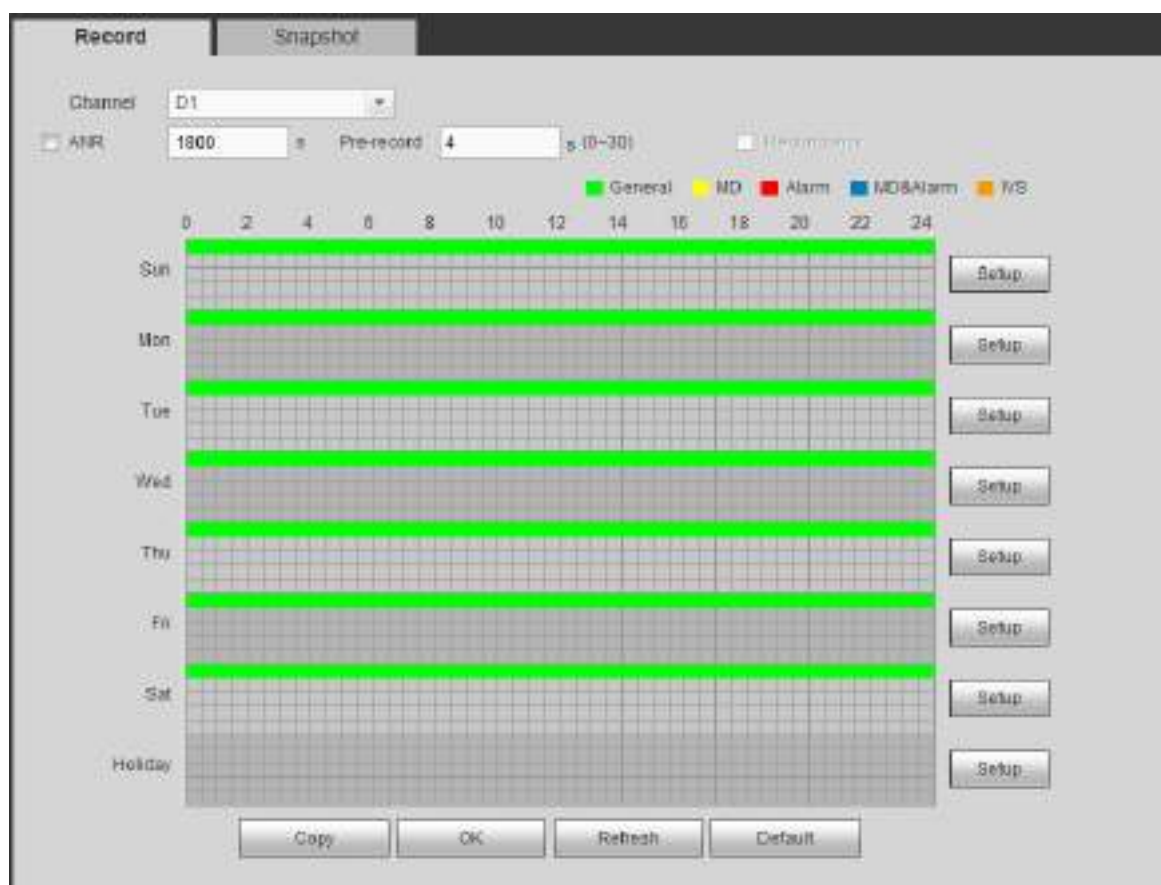 Record Snapshot
Channel D1
ANR 1800 s Pre-record 4 s (0~30)
General MD Alarm MD&Alarm IVS
0 2 4 6 8 10 12 14 16 18 20 22 24
Sun Setup
Mon Setup
Tue Setup
Wed Setup
Thu Setup
Fri Setup
Sat Setup
Holiday Setup
Copy OK Refresh Default